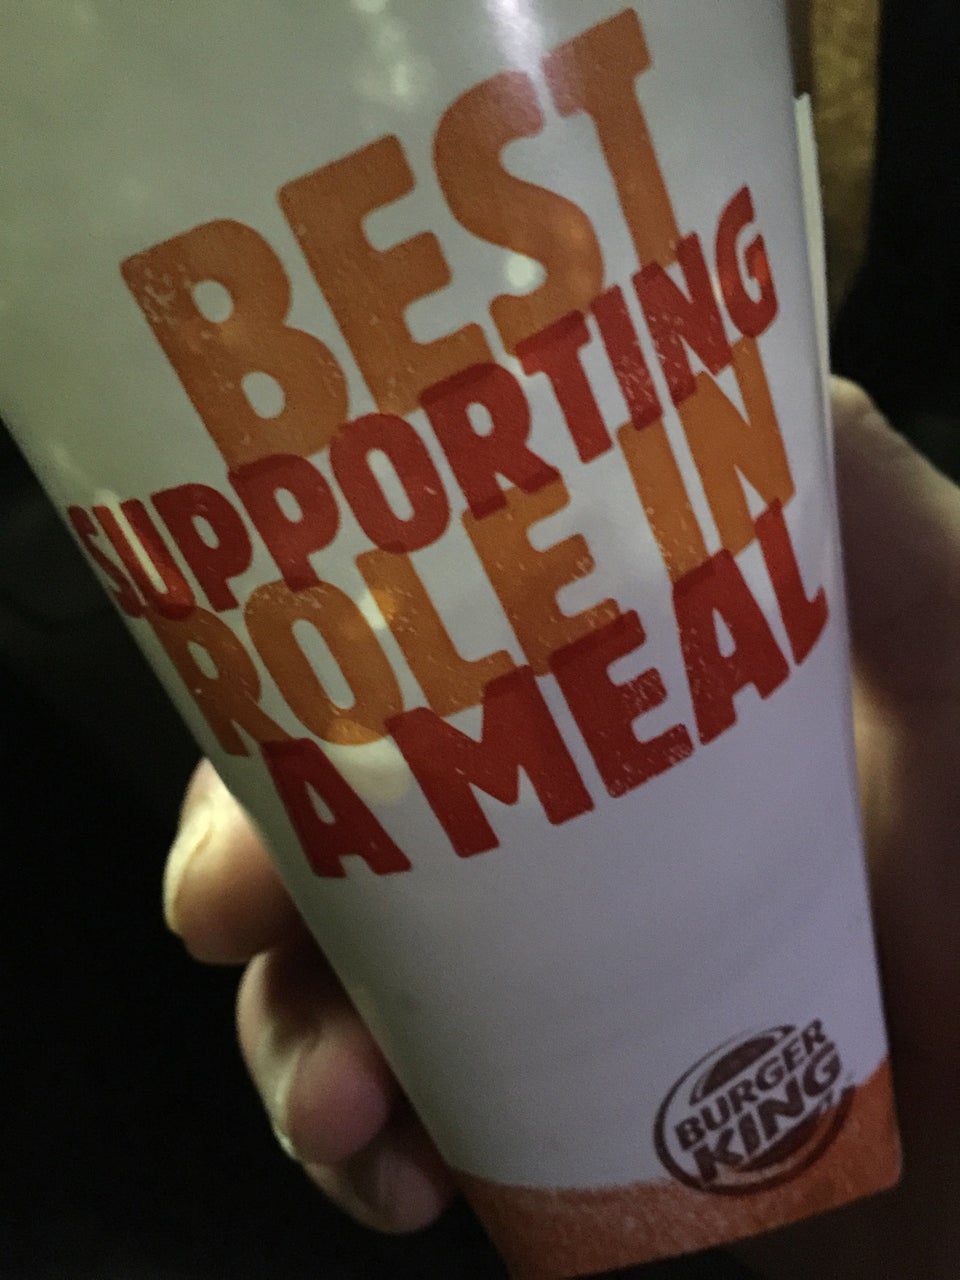 BEST
SUPPORTING
ROLE IN
A MEAL
BURGER
KING